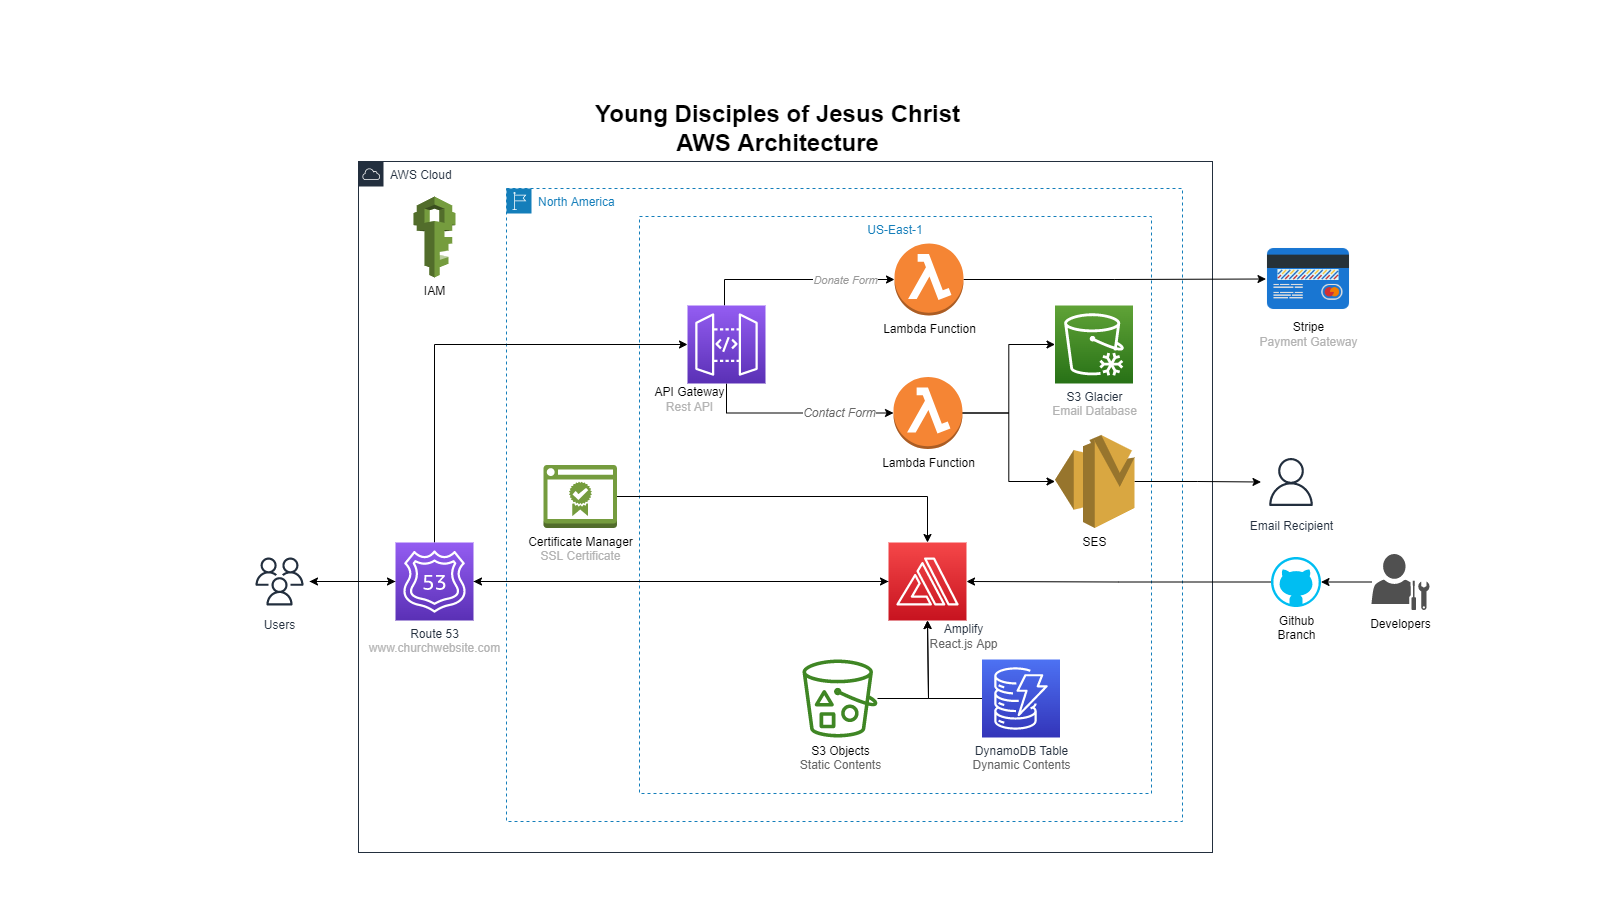 Young Disciples of Jesus Christ
AWS Architecture
AWS Cloud
North America
US-East-1
IAM
Donate Form
Lambda Function
Stripe
Payment Gateway
API Gateway
Rest API
Contact Form
Lambda Function
S3 Glacier
Email Database
Certificate Manager
SSL Certificate
SES
Email Recipient
Users
53
Route 53
www.churchwebsite.com
Amplify
React.js App
Github
Branch
Developers
S3 Objects
Static Contents
DynamoDB Table
Dynamic Contents